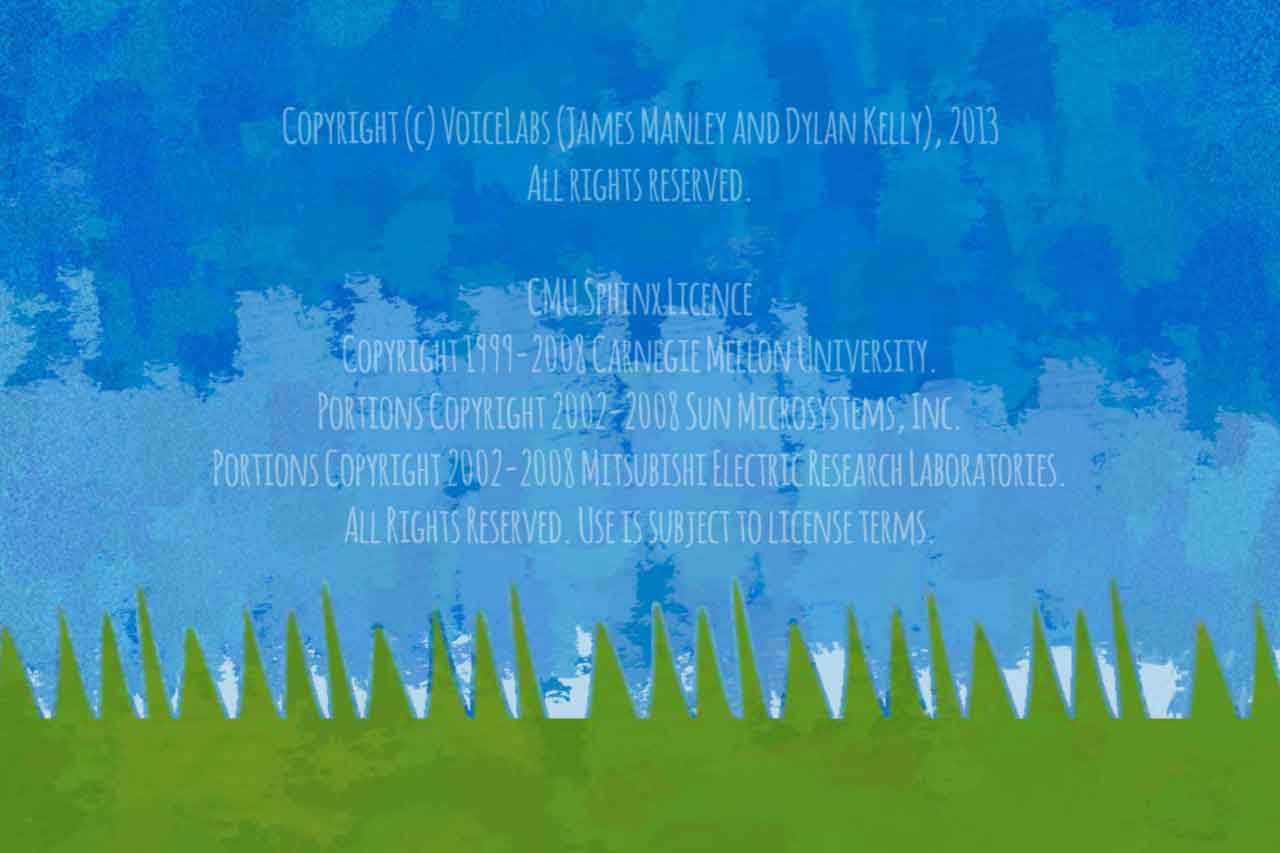 Copyright (c) VoiceLabs (James Manley and Dylan Kelly), 2013
All rights reserved.
CMU Sphinx Licence
Copyright 1999-2008 Carnegie Mellon University.
Portions Copyright 2002-2008 Sun Microsystems, Inc.
Portions Copyright 2002-2008 Mitsubishi Electric Research Laboratories.
All Rights Reserved. Use is subject to license terms.